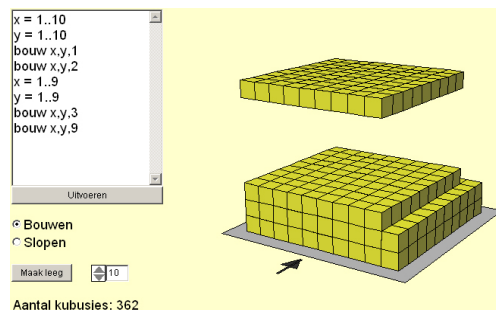 x = 1..10
y = 1..10
bouw x,y,1
bouw x,y,2
x = 1..9
y = 1..9
bouw x,y,3
bouw x,y,9
Uitvoeren
Bouwen
Slopen
Maak leeg
10
Aantal kubusjes: 362